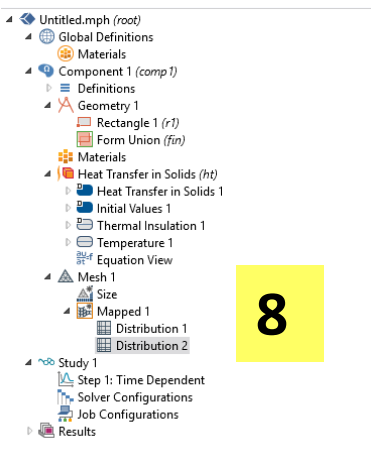 Untitled.mph (root)
Global Definitions
Materials
Component 1 (comp1)
Definitions
Geometry 1
Rectangle 1 (r1)
Form Union (fin)
Materials
Heat Transfer in Solids (ht)
Heat Transfer in Solids 1
Initial Values 1
Thermal Insulation 1
Temperature 1
Equation View
Mesh 1
Size
Mapped 1
Distribution 1
Distribution 2
8
Study 1
Step 1: Time Dependent
Solver Configurations
Job Configurations
Results